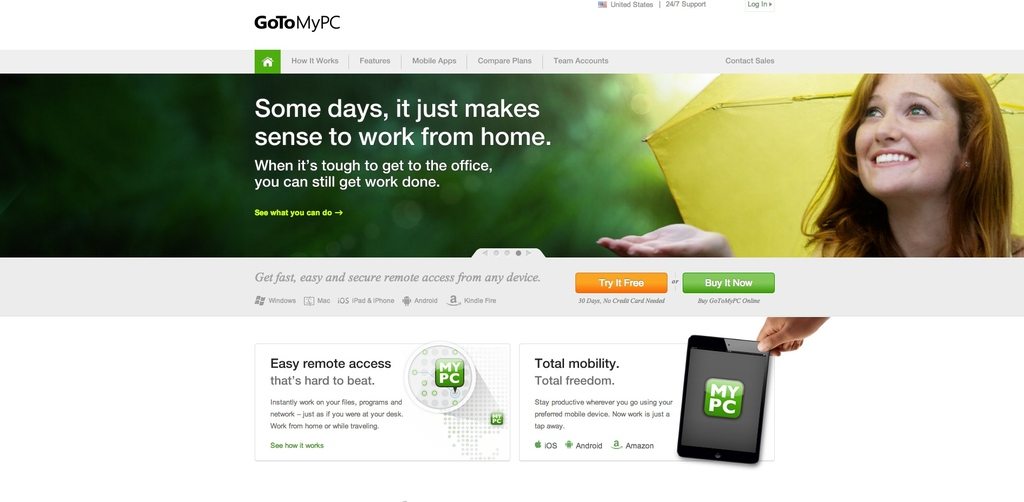 United States | 24/7 Support Log In
GoToMyPC
How It Works Features Mobile Apps Compare Plans Team Accounts Contact Sales
Some days, it just makes
sense to work from home.
When it's tough to get to the office,
you can still get work done.
See what you can do →
Get fast, easy and secure remote access from any device.
Try It Free or Buy It Now
Windows Mac iOS iPad & iPhone Android Kindle Fire
30 Days, No Credit Card Needed Buy GoToMyPC Online
Easy remote access
that's hard to beat.
Instantly work on your files, programs and
network – just as if you were at your desk.
Work from home or while traveling.
See how it works
MY
PC
MY
PC
Total mobility.
Total freedom.
Stay productive wherever you go using your
preferred mobile device. Now work is just a
tap away.
iOS Android Amazon
MY
PC